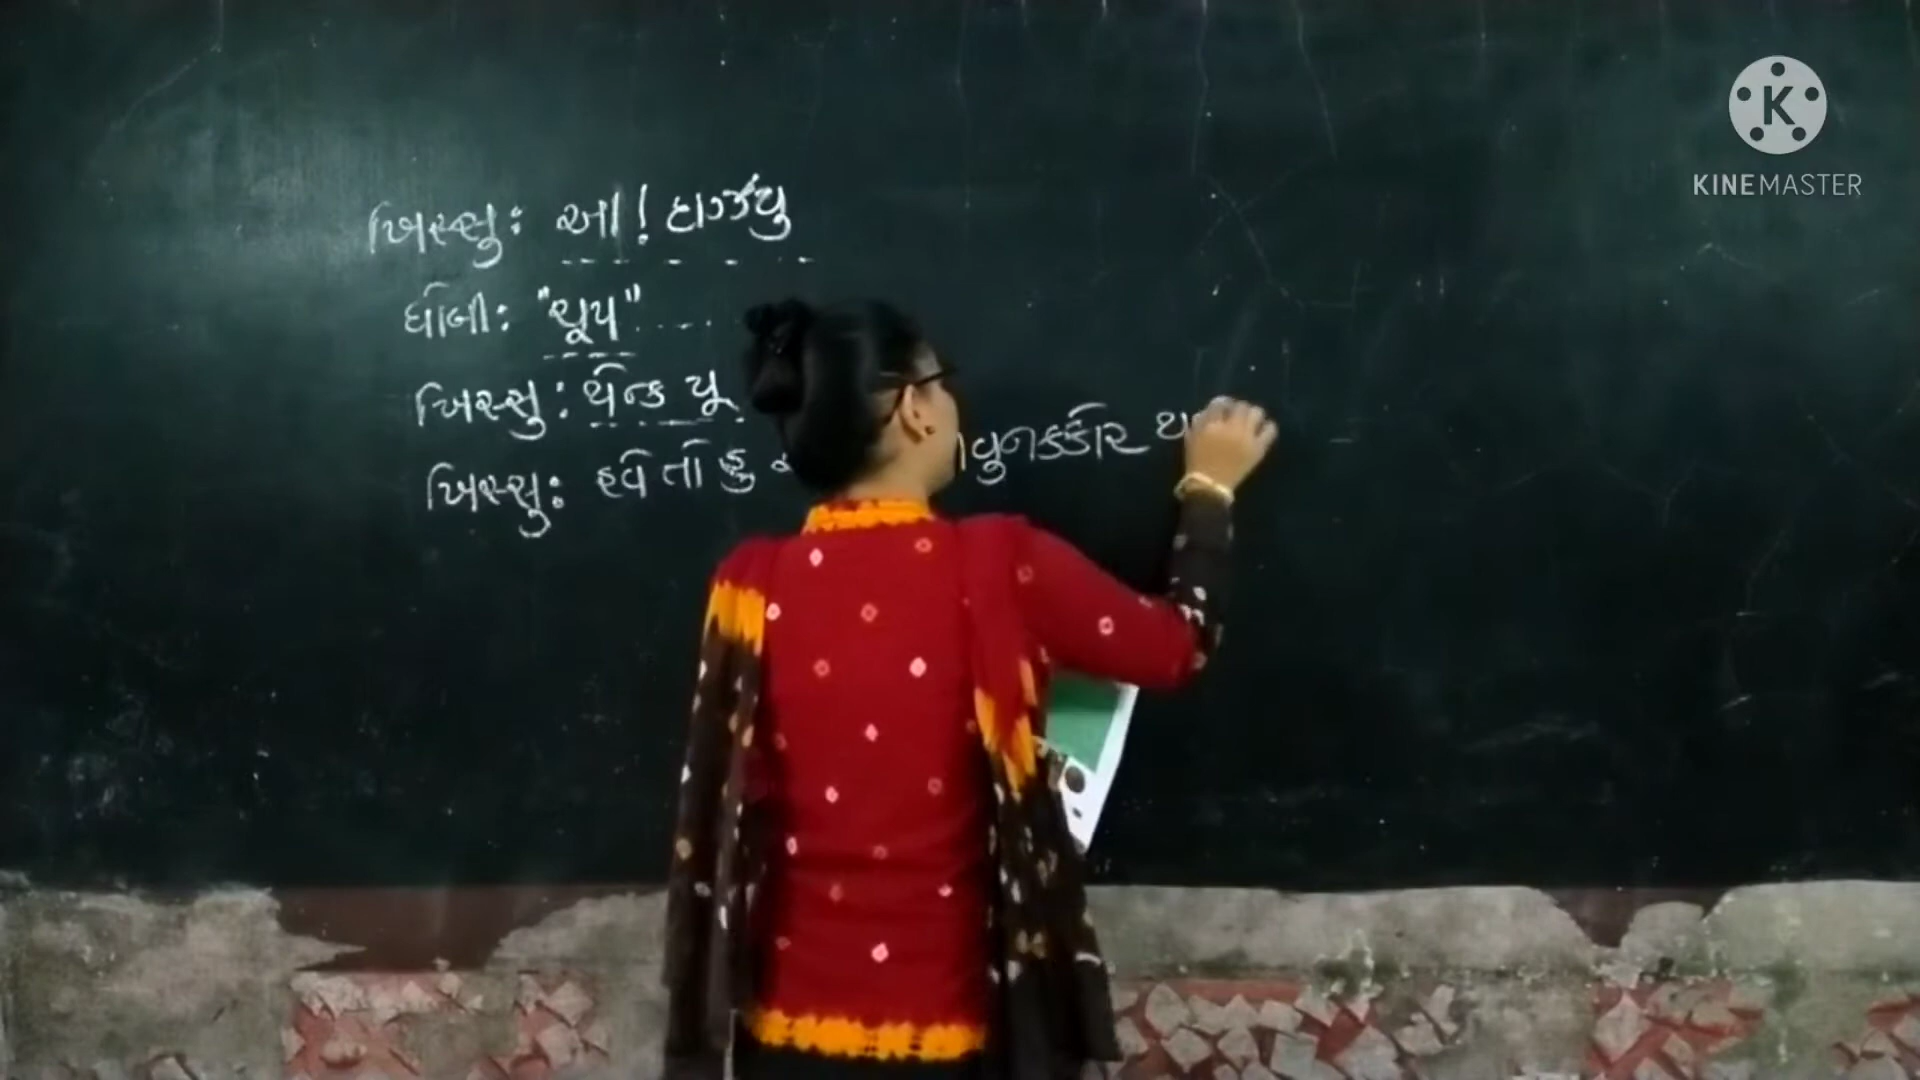 ખિસ્સુ: આ! દાઝ્યુ
ધોબી: "ચૂપ"....
ખિસ્સુ: થેન્ક યૂ
ખિસ્સુ: હવે તો હુ
KINEMASTER